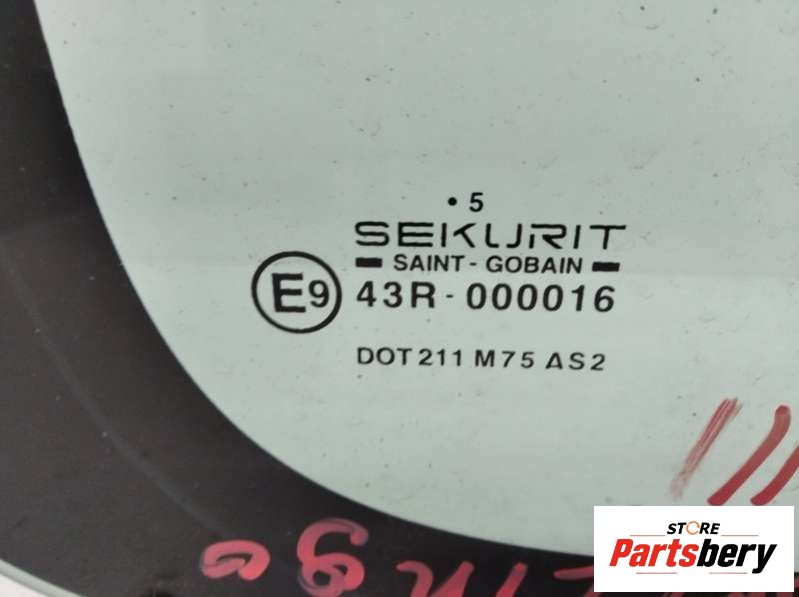 •5
SEKURIT
SAINT - GOBAIN
E9
43R - 000016
DOT 211 M75 AS2
STORE
Partsbery